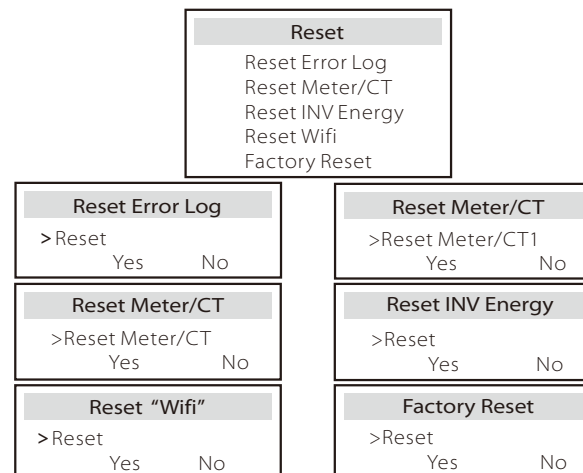 Reset
Reset Error Log
Reset Meter/CT
Reset INV Energy
Reset Wifi
Factory Reset
Reset Error Log
>Reset
Yes No
Reset Meter/CT
>Reset Meter/CT1
Yes No
Reset Meter/CT
>Reset Meter/CT
Yes No
Reset INV Energy
>Reset
Yes No
Reset “Wifi”
>Reset
Yes No
Factory Reset
>Reset
Yes No